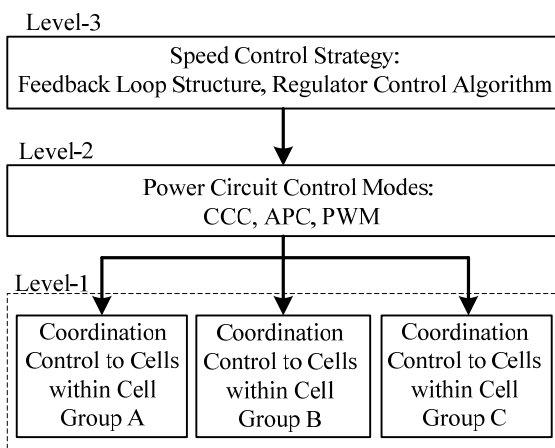 Level-3
Speed Control Strategy:
Feedback Loop Structure, Regulator Control Algorithm
Level-2
Power Circuit Control Modes:
CCC, APC, PWM
Level-1
Coordination
Control to Cells
within Cell
Group A
Coordination
Control to Cells
within Cell
Group B
Coordination
Control to Cells
within Cell
Group C